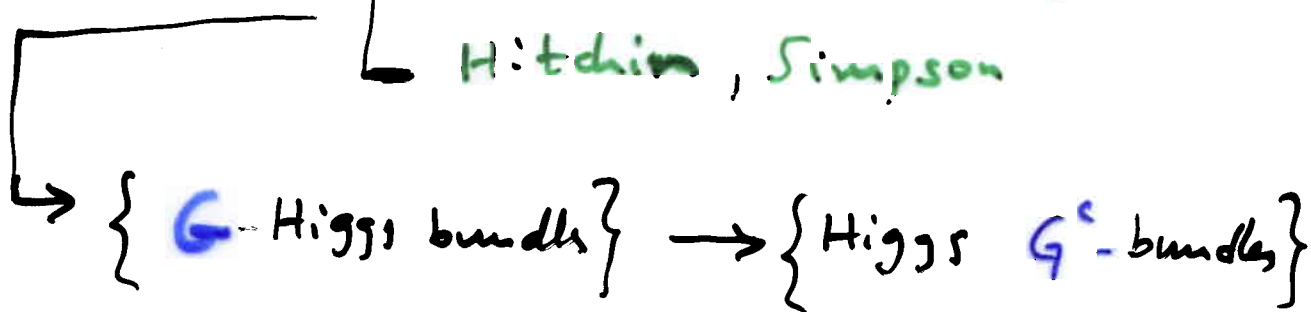 Hitchin, Simpson
{ G-Higgs bundles } → { Higgs G^c-bundles }